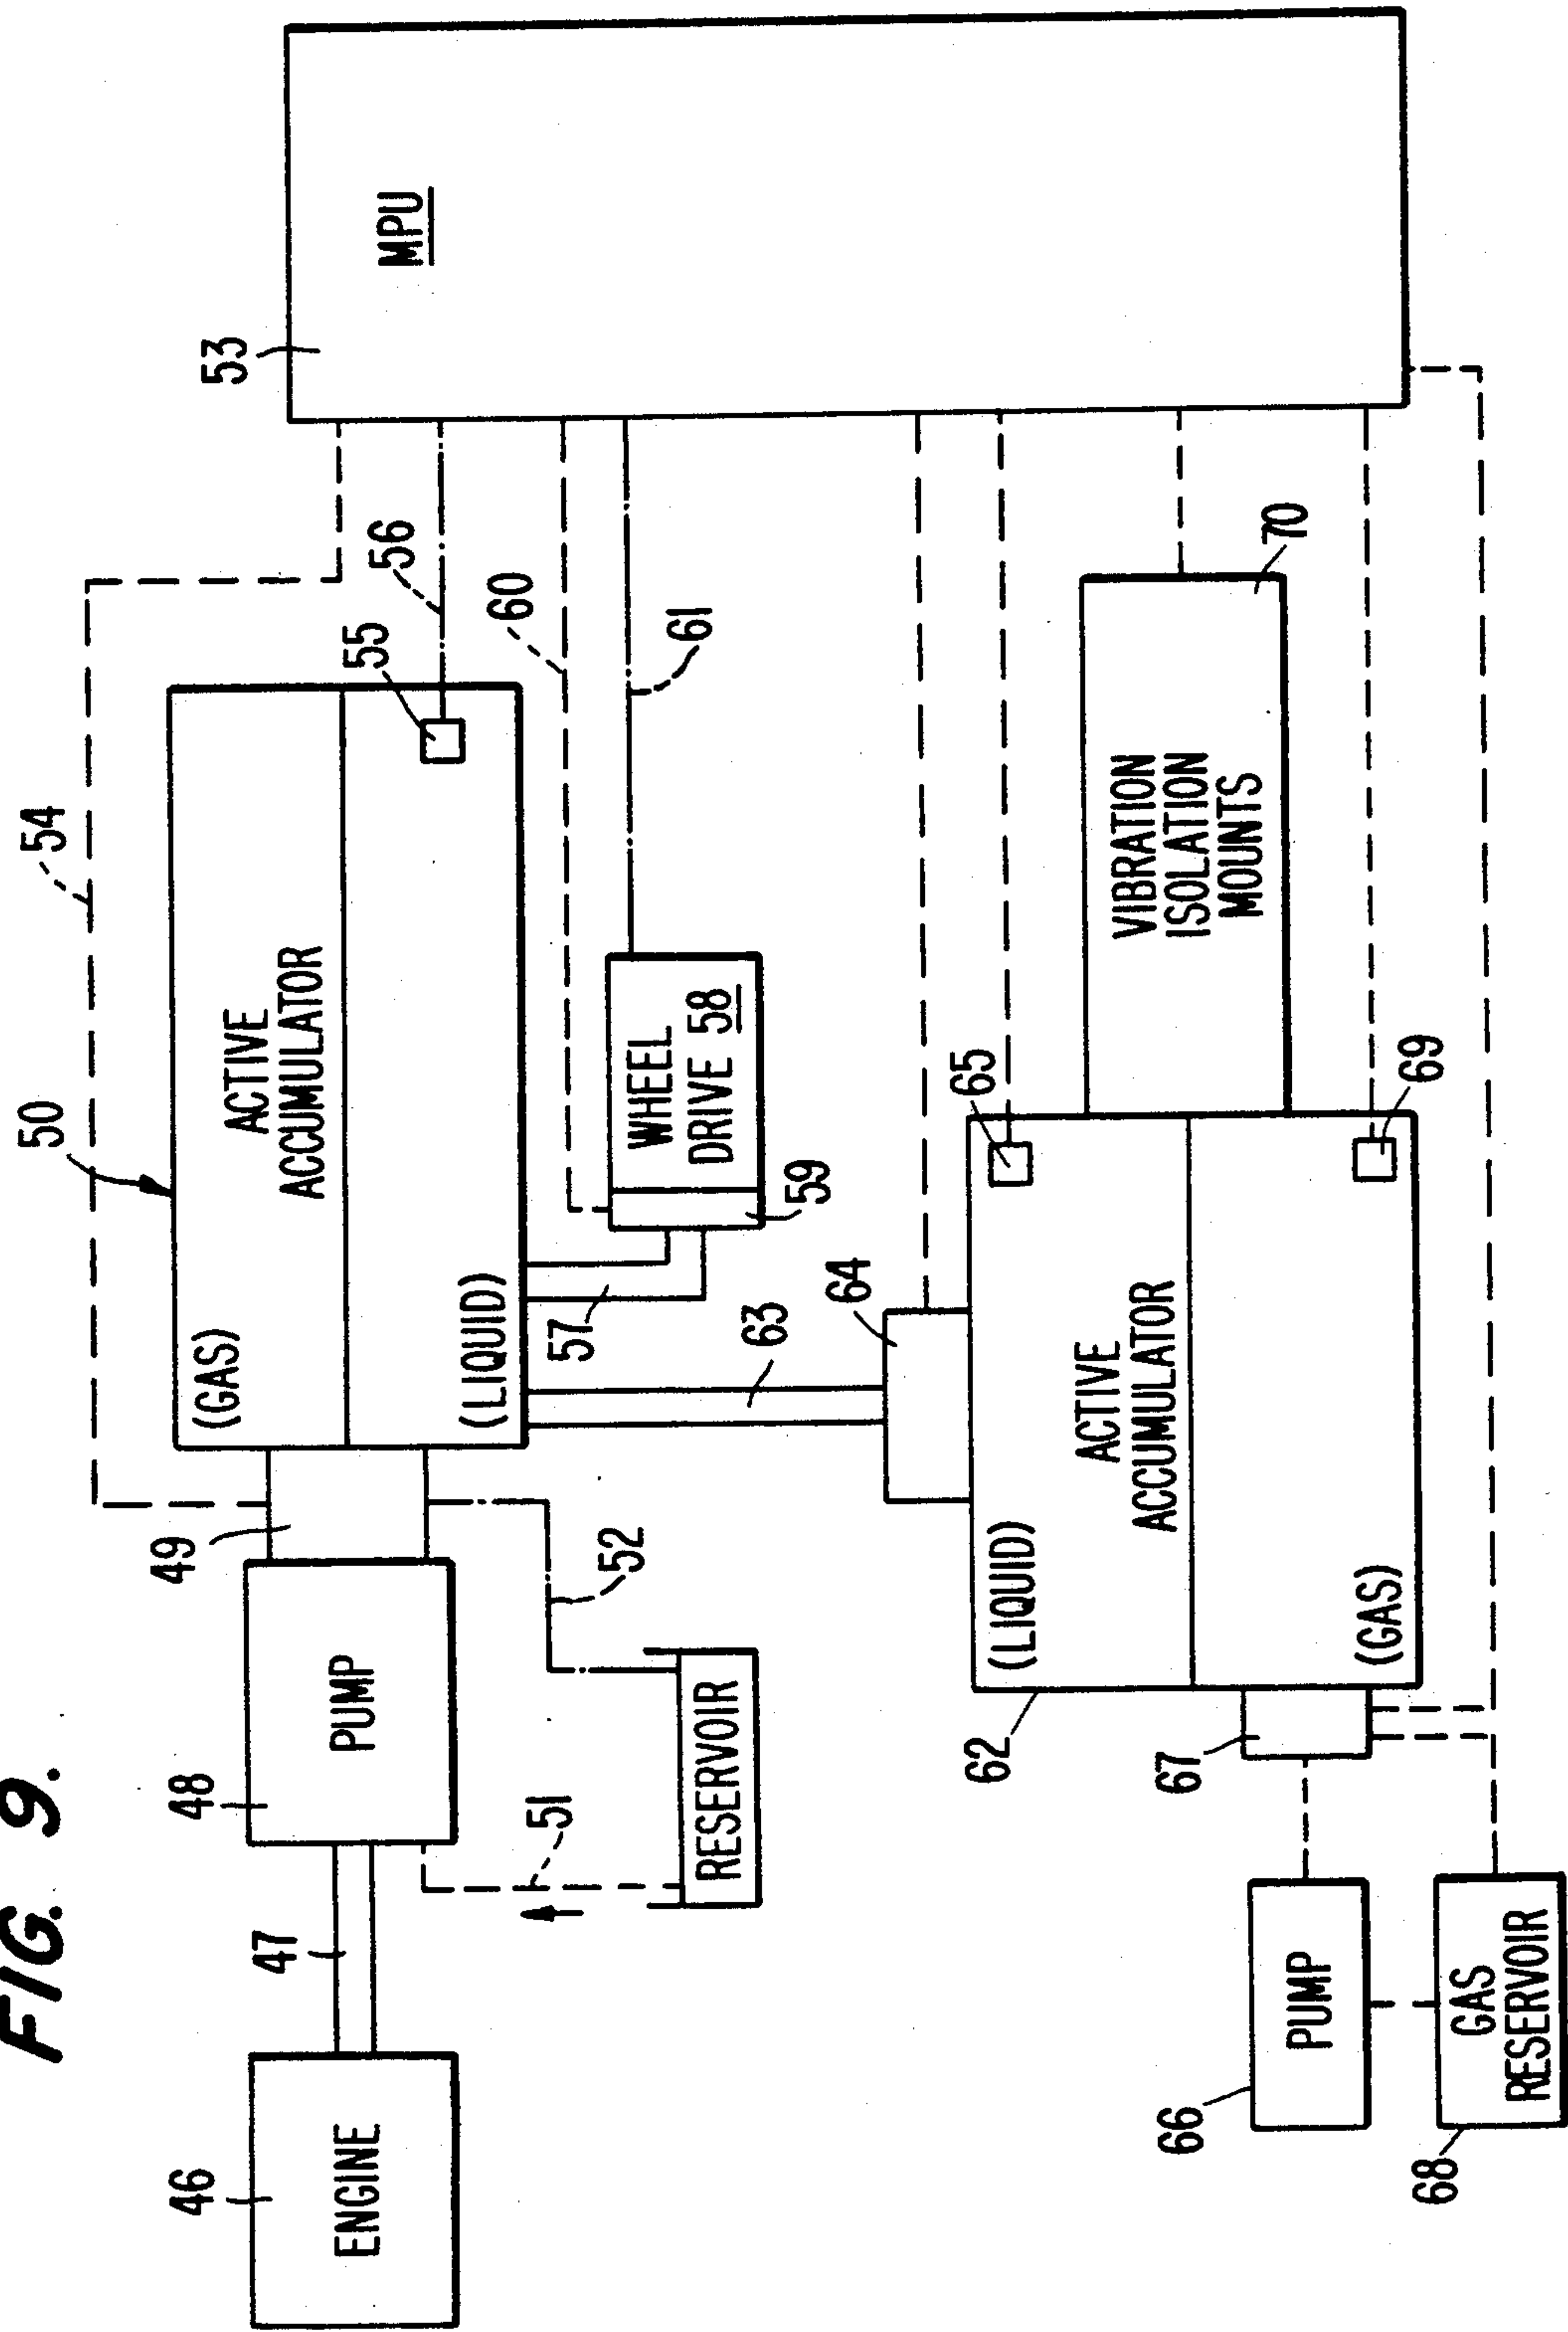 FIG. 9.
54
50
53
MPU
(GAS)
ACTIVE
ACCUMULATOR
(LIQUID)
55
56
60
61
49
48
PUMP
47
46
ENGINE
51
52
RESERVOIR
57
63
WHEEL
DRIVE 58
59
64
65
(LIQUID)
ACTIVE
ACCUMULATOR
(GAS)
62
67
69
VIBRATION
ISOLATION
MOUNTS
70
66
PUMP
68
GAS
RESERVOIR